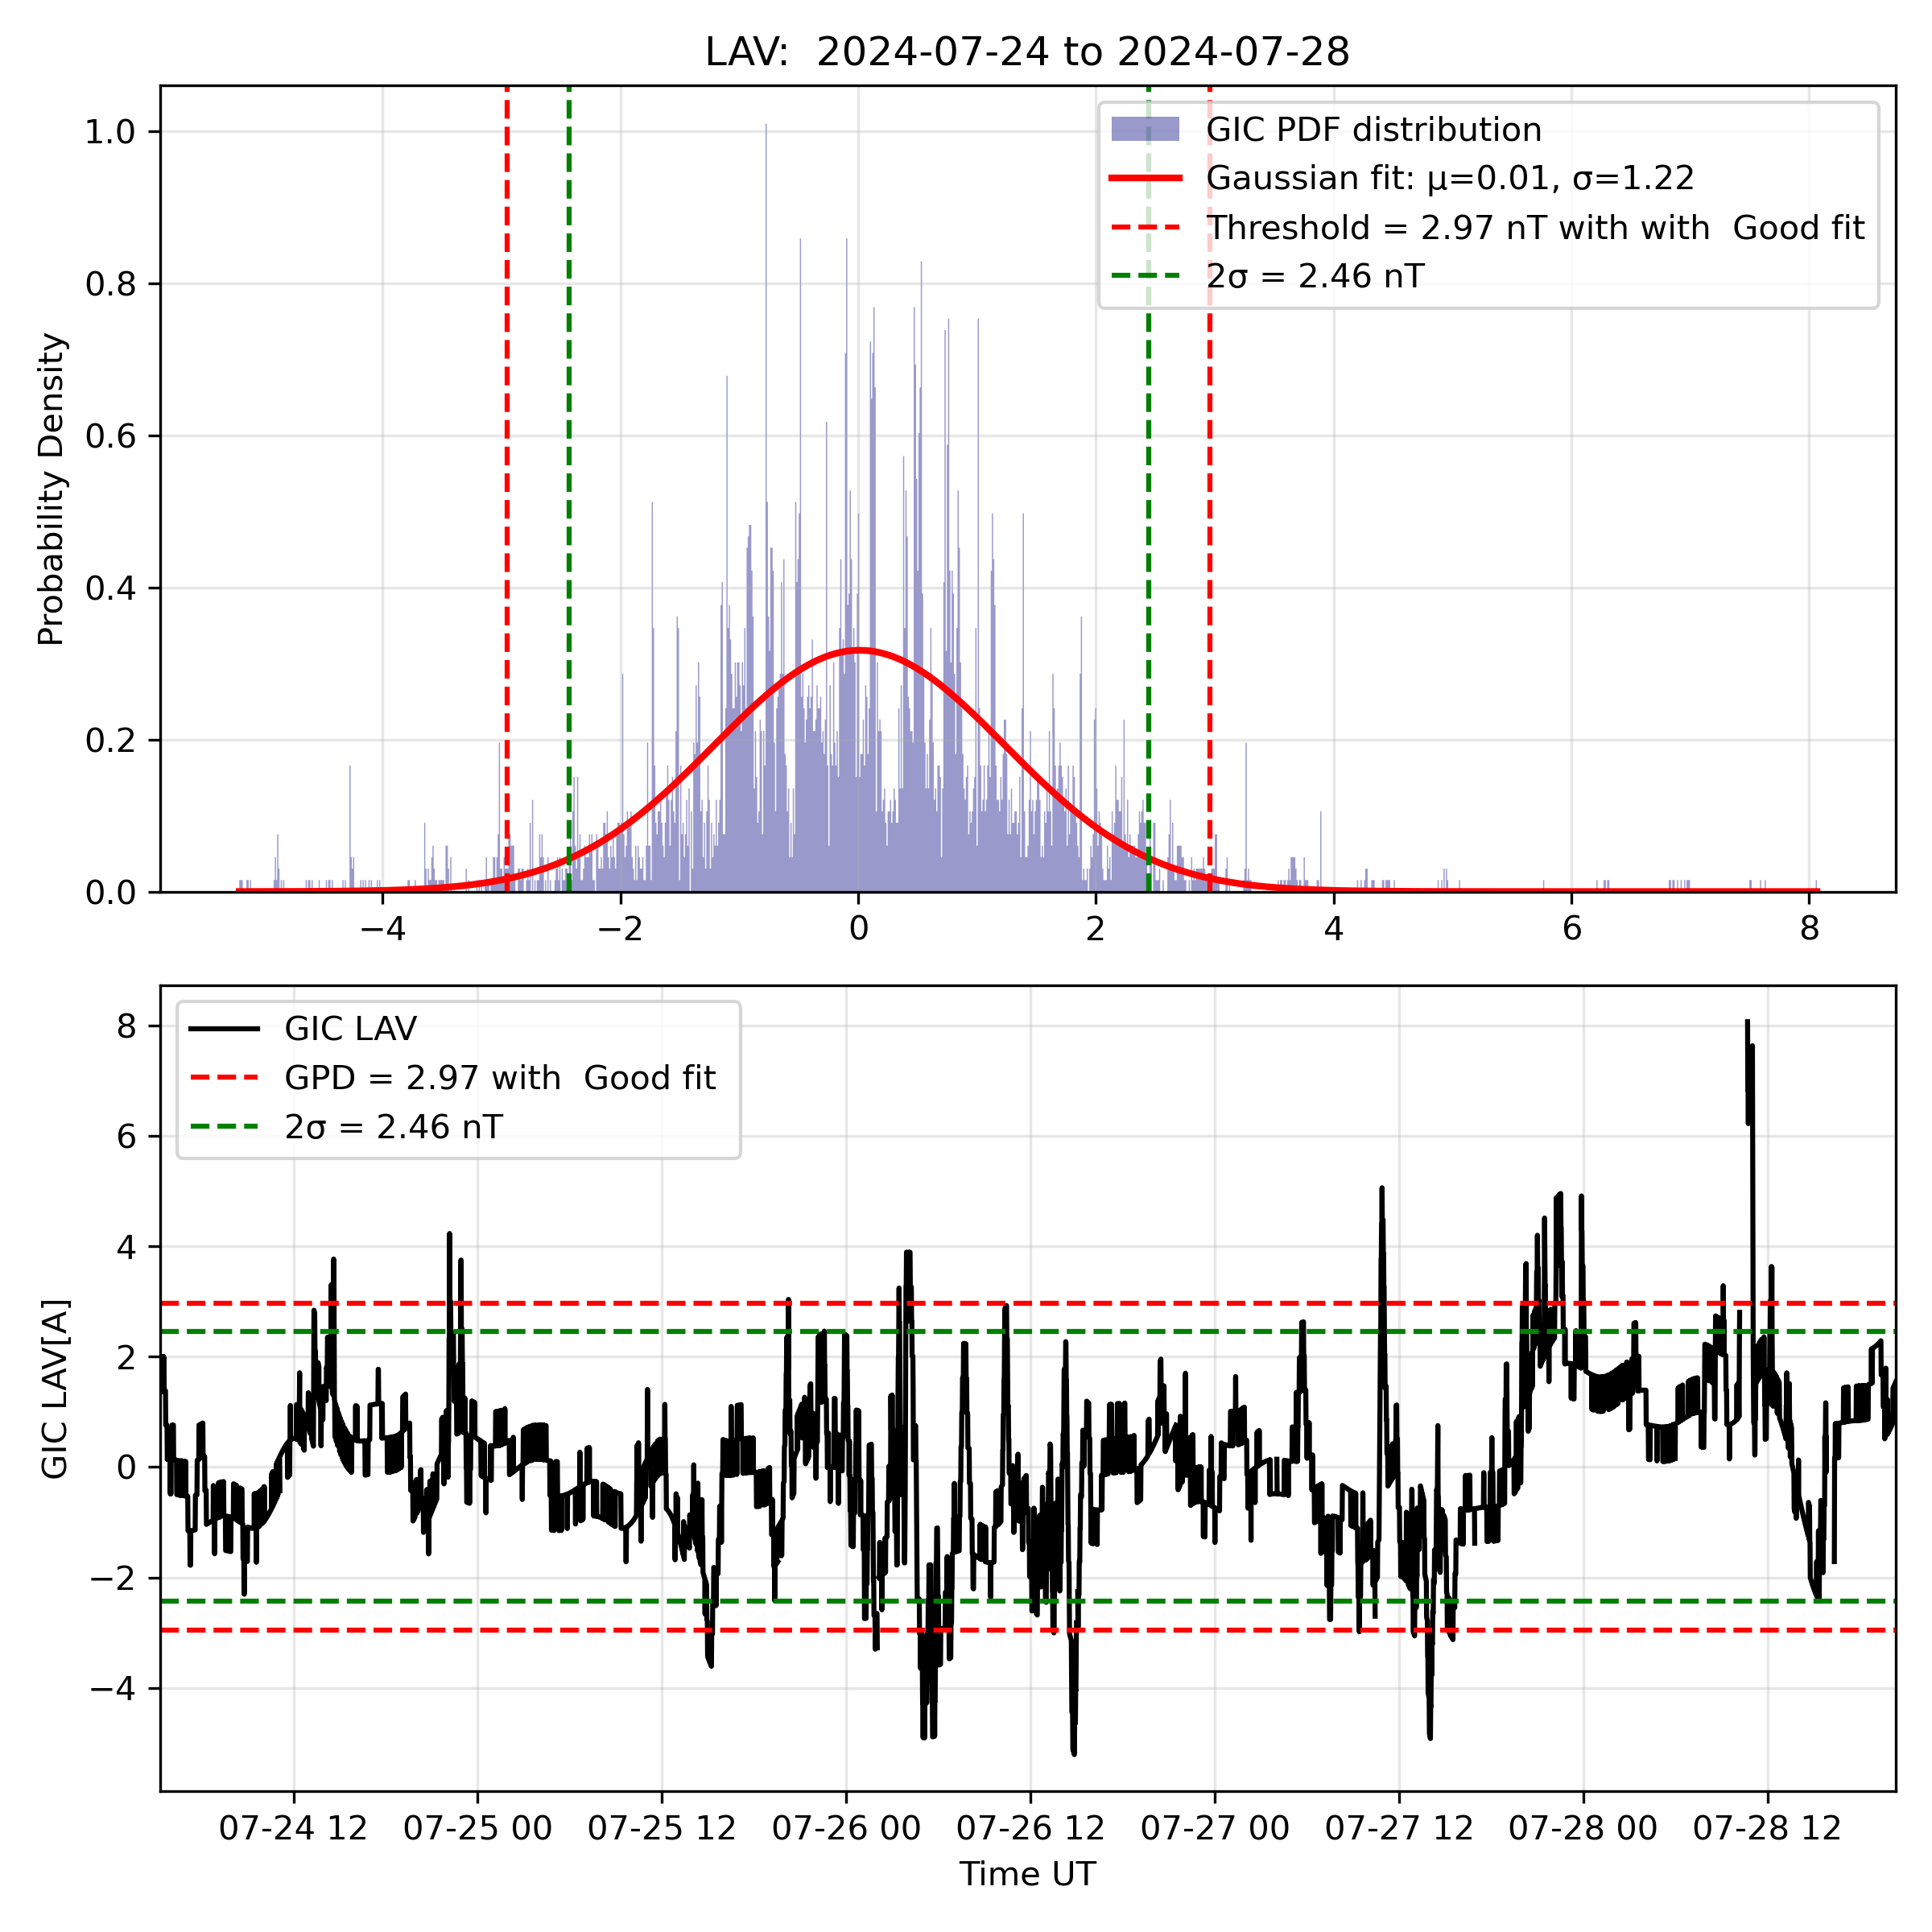 LAV:  2024-07-24 to 2024-07-28
Probability Density
1.0
0.8
0.6
0.4
0.2
0.0
GIC PDF distribution
Gaussian fit: μ=0.01, σ=1.22
Threshold = 2.97 nT with with  Good fit
2σ = 2.46 nT
−4 −2 0 2 4 6 8
GIC LAV[A]
8
6
4
2
0
−2
−4
GIC LAV
GPD = 2.97 with  Good fit
2σ = 2.46 nT
07-24 12 07-25 00 07-25 12 07-26 00 07-26 12 07-27 00 07-27 12 07-28 00 07-28 12
Time UT